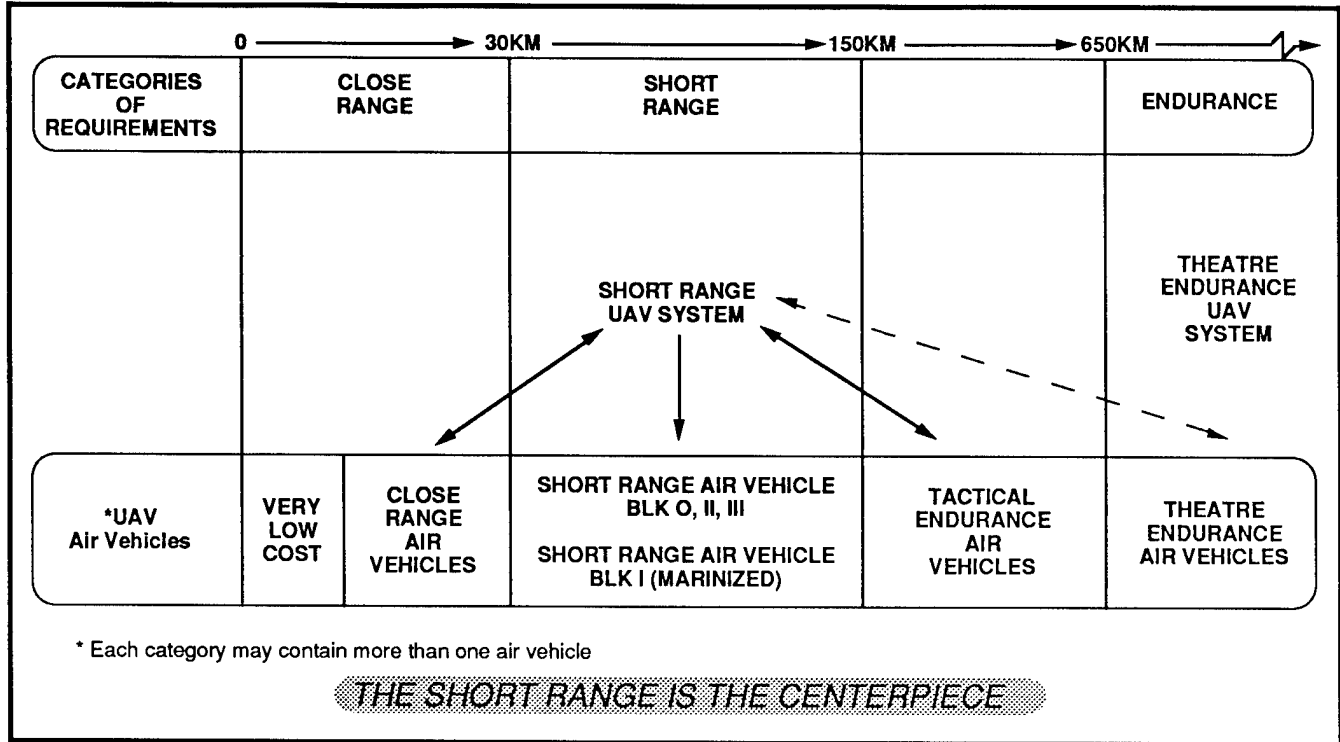 0 30KM 150KM 650KM
CATEGORIES
OF
REQUIREMENTS
CLOSE
RANGE
SHORT
RANGE
ENDURANCE
SHORT RANGE
UAV SYSTEM
THEATRE
ENDURANCE
UAV
SYSTEM
*UAV
Air Vehicles
VERY
LOW
COST
CLOSE
RANGE
AIR
VEHICLES
SHORT RANGE AIR VEHICLE
BLK O, II, III
SHORT RANGE AIR VEHICLE
BLK I (MARINIZED)
TACTICAL
ENDURANCE
AIR
VEHICLES
THEATRE
ENDURANCE
AIR VEHICLES
* Each category may contain more than one air vehicle
THE SHORT RANGE IS THE CENTERPIECE